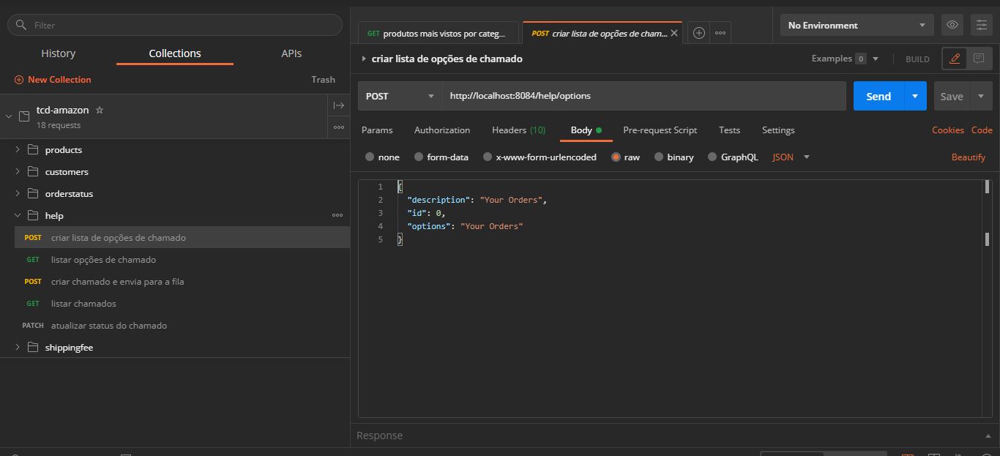 Filter
History
Collections
APIs
New Collection
Trash
tcd-amazon
18 requests
products
customers
orderstatus
help
POST criar lista de opções de chamado
GET listar opções de chamado
POST criar chamado e envia para a fila
GET listar chamados
PATCH atualizar status do chamado
shippingfee
GET produtos mais vistos por categ...
POST criar lista de opções de cham...
No Environment
criar lista de opções de chamado
Examples 0
BUILD
POST
http://localhost:8084/help/options
Send
Save
Params
Authorization
Headers (10)
Body
Pre-request Script
Tests
Settings
Cookies
Code
none
form-data
x-www-form-urlencoded
raw
binary
GraphQL
JSON
Beautify
1 {
2 "description": "Your Orders",
3 "id": 0,
4 "options": "Your Orders"
5 }
Response